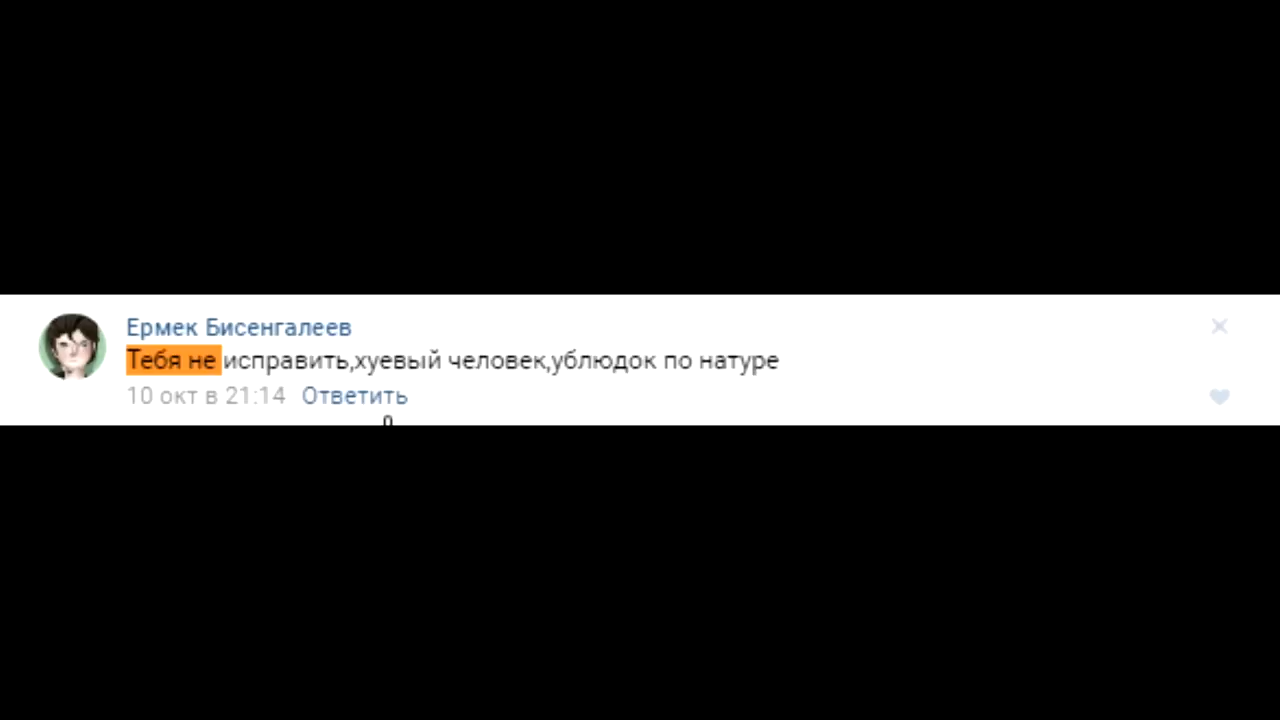 Ермек Бисенгалеев
Тебя не исправить,хуевый человек,ублюдок по натуре
10 окт в 21:14 Ответить